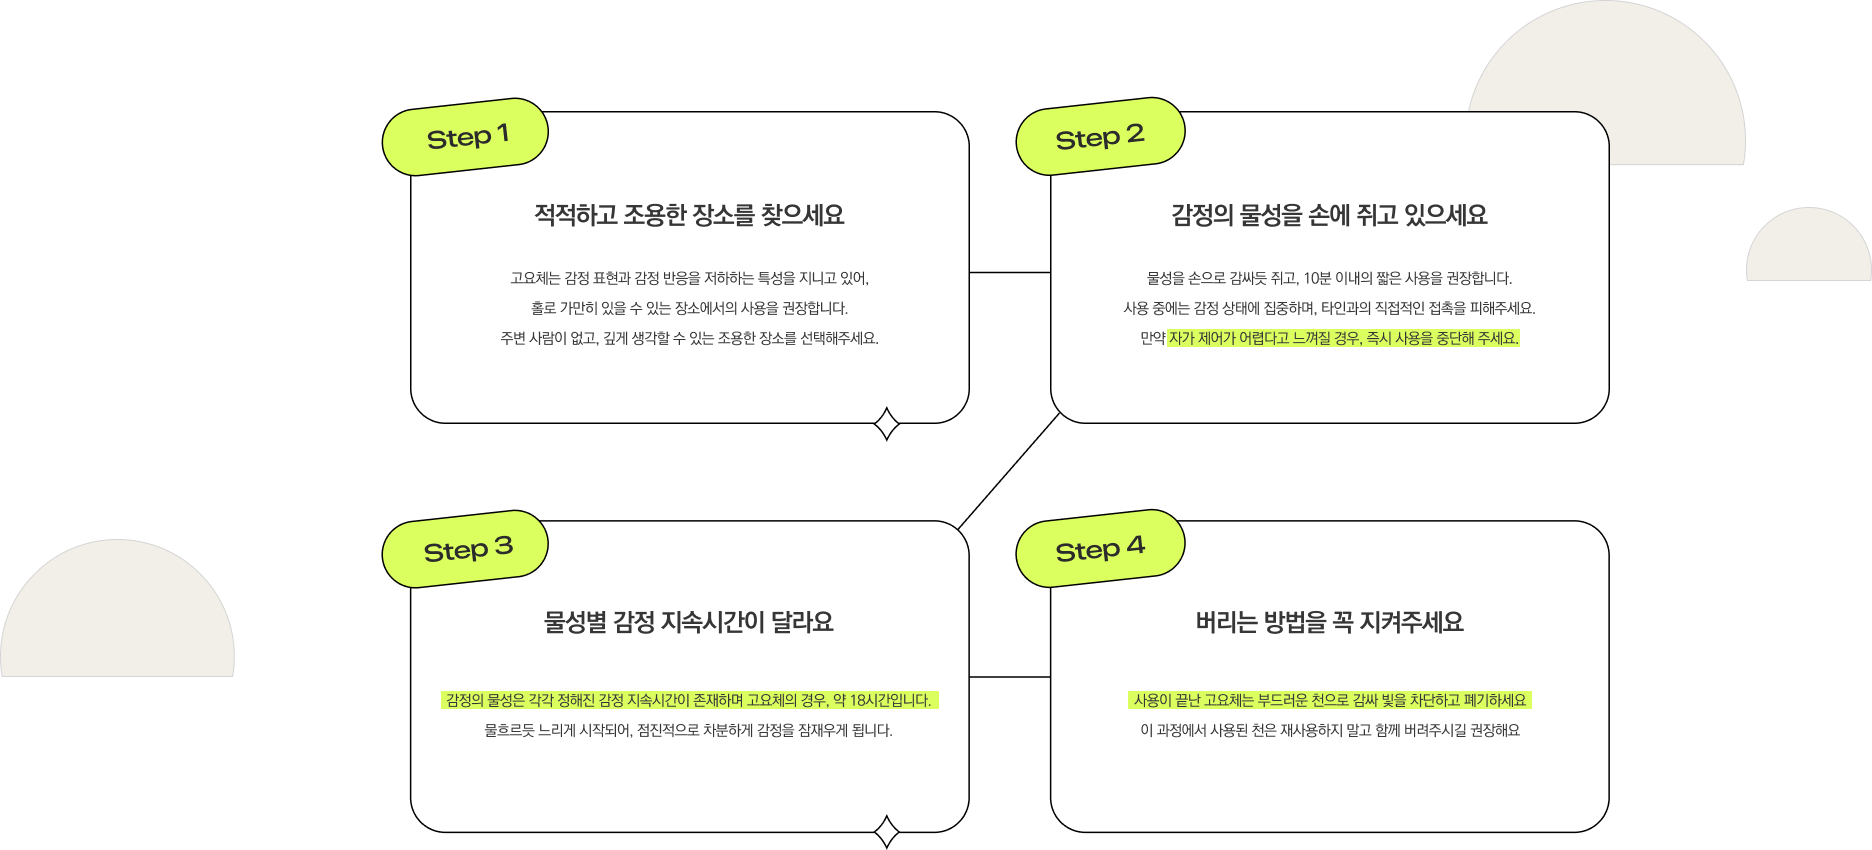 Step 1
적적하고 조용한 장소를 찾으세요
고요체는 감정 표현과 감정 반응을 저하하는 특성을 지니고 있어,
홀로 가만히 있을 수 있는 장소에서의 사용을 권장합니다.
주변 사람이 없고, 깊게 생각할 수 있는 조용한 장소를 선택해주세요.
Step 2
감정의 물성을 손에 쥐고 있으세요
물성을 손으로 감싸듯 쥐고, 10분 이내의 짧은 사용을 권장합니다.
사용 중에는 감정 상태에 집중하며, 타인과의 직접적인 접촉을 피해주세요.
만약 자가 제어가 어렵다고 느껴질 경우, 즉시 사용을 중단해 주세요.
Step 3
물성별 감정 지속시간이 달라요
감정의 물성은 각각 정해진 감정 지속시간이 존재하며 고요체의 경우, 약 18시간입니다.
물흐르듯 느리게 시작되어, 점진적으로 차분하게 감정을 잠재우게 됩니다.
Step 4
버리는 방법을 꼭 지켜주세요
사용이 끝난 고요체는 부드러운 천으로 감싸 빛을 차단하고 폐기하세요
이 과정에서 사용된 천은 재사용하지 말고 함께 버려주시길 권장해요